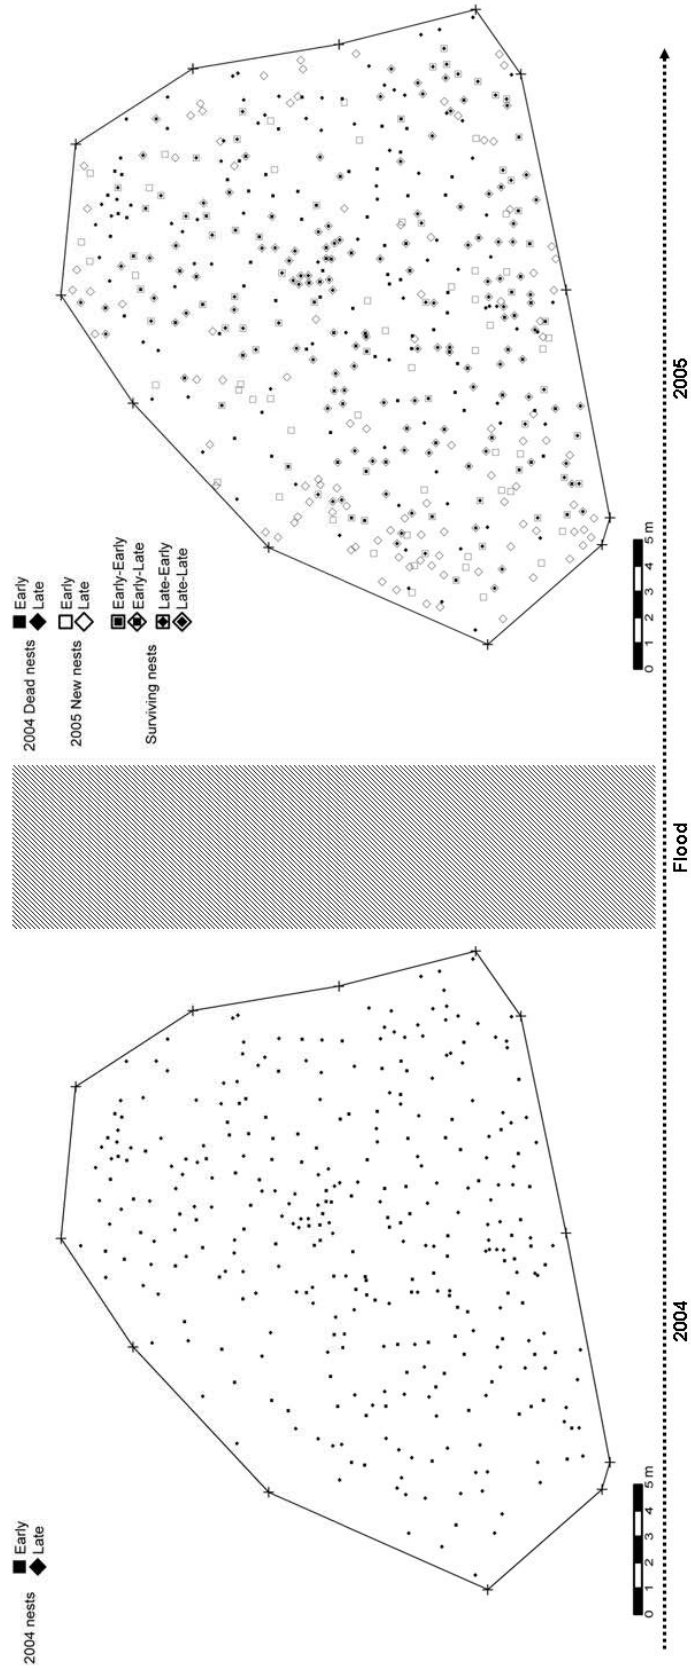 2004 nests
Early
Late
0 1 2 3 4 5 m
2004
Flood
2004 Dead nests
Early
Late
2005 New nests
Early
Late
Surviving nests
Early-Early
Early-Late
Late-Early
Late-Late
0 1 2 3 4 5 m
2005